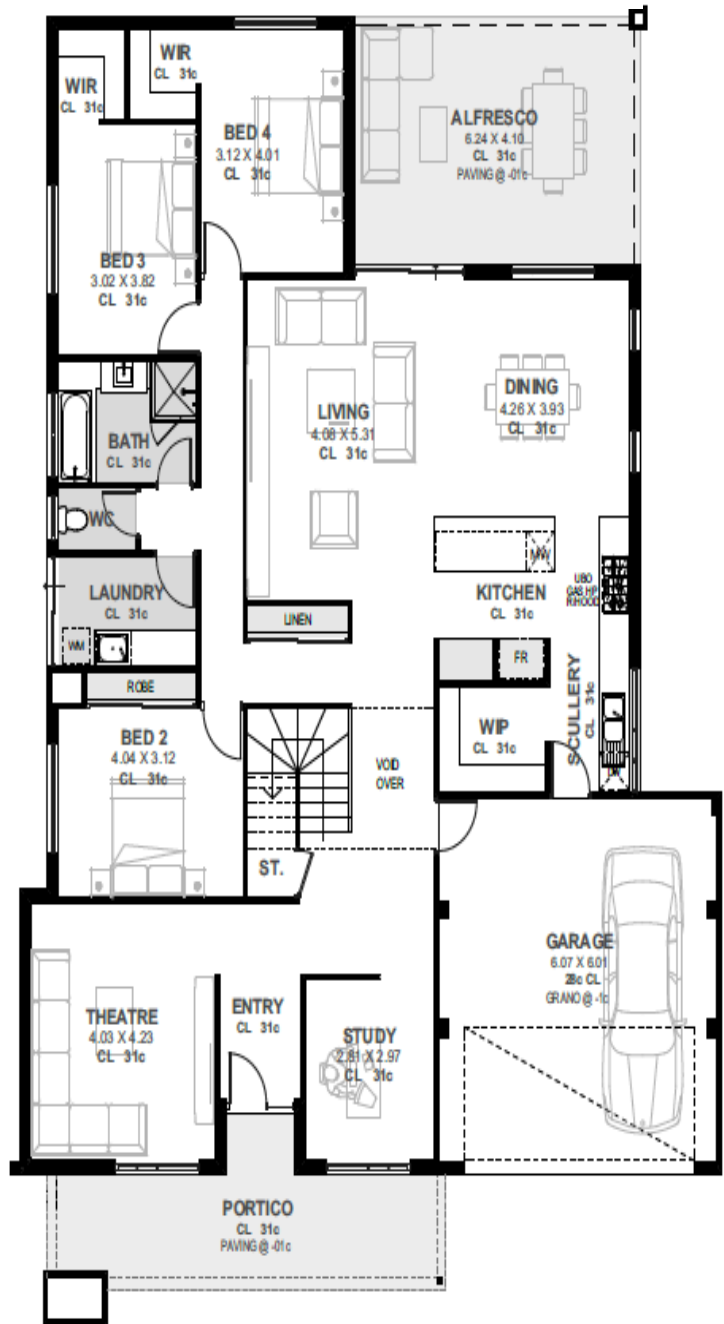 WIR
CL 31c
WIR
CL 31c
BED 4
3.12 X 4.01
CL 31c
ALFRESCO
6.24 X 4.10
CL 31c
PAVING @ -01c
BED 3
3.02 X 3.82
CL 31c
LIVING
4.08 X 5.31
CL 31c
DINING
4.26 X 3.93
CL 31c
BATH
CL 31c
WC
LAUNDRY
CL 31c
WM
MW
KITCHEN
CL 31c
UBO
GAS HP
R/HOOD
LINEN
FR
ROBE
BED 2
4.04 X 3.12
CL 31c
VOID
OVER
WIP
CL 31c
SCULLERY
CL 31c
DW
ST.
GARAGE
6.07 X 6.01
28c CL
GRANO @ -1c
THEATRE
4.03 X 4.23
CL 31c
ENTRY
CL 31c
STUDY
2.81 X 2.97
CL 31c
PORTICO
CL 31c
PAVING @ -01c